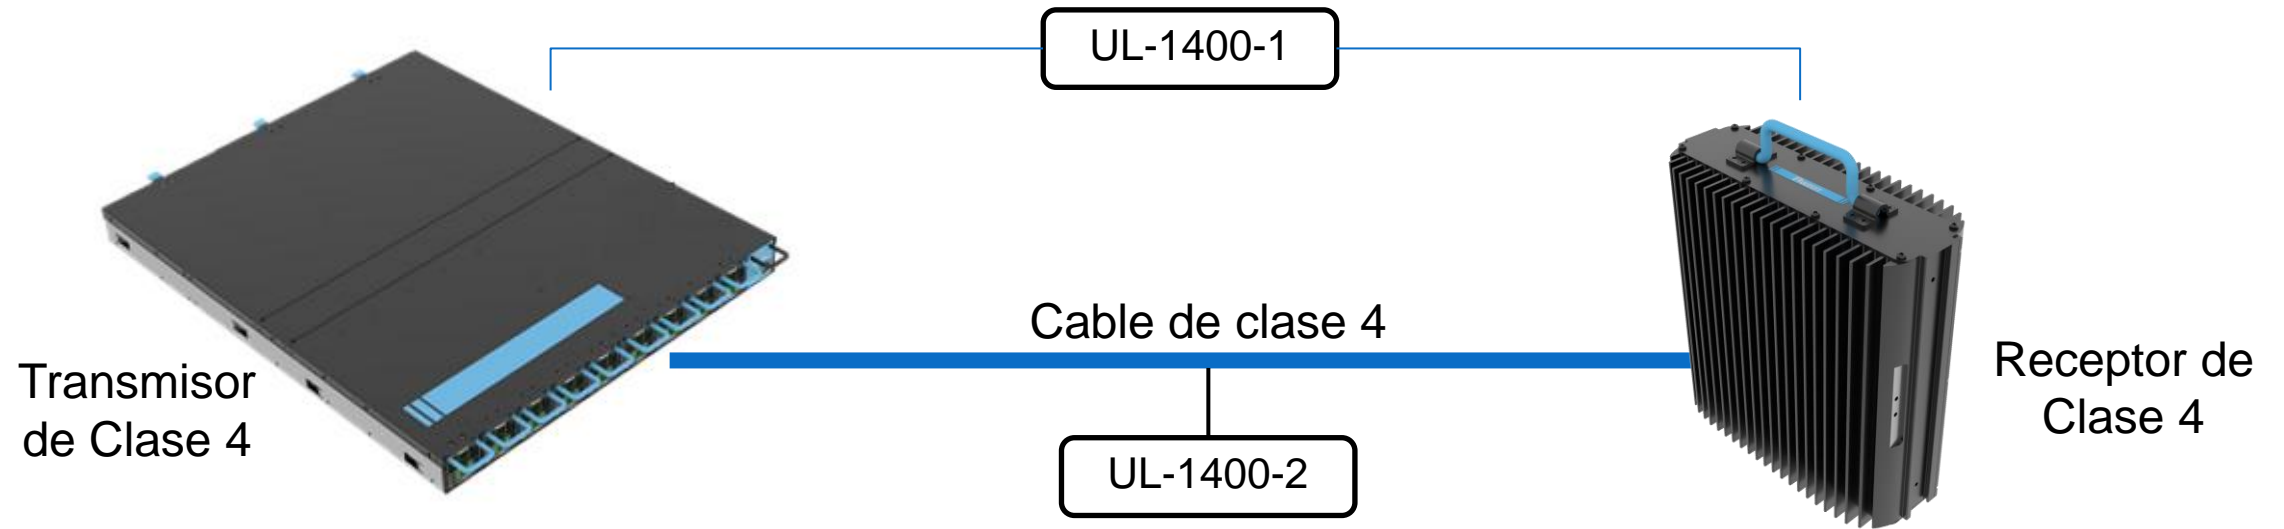 UL-1400-1
Cable de clase 4
Transmisor
de Clase 4
Receptor de
Clase 4
UL-1400-2